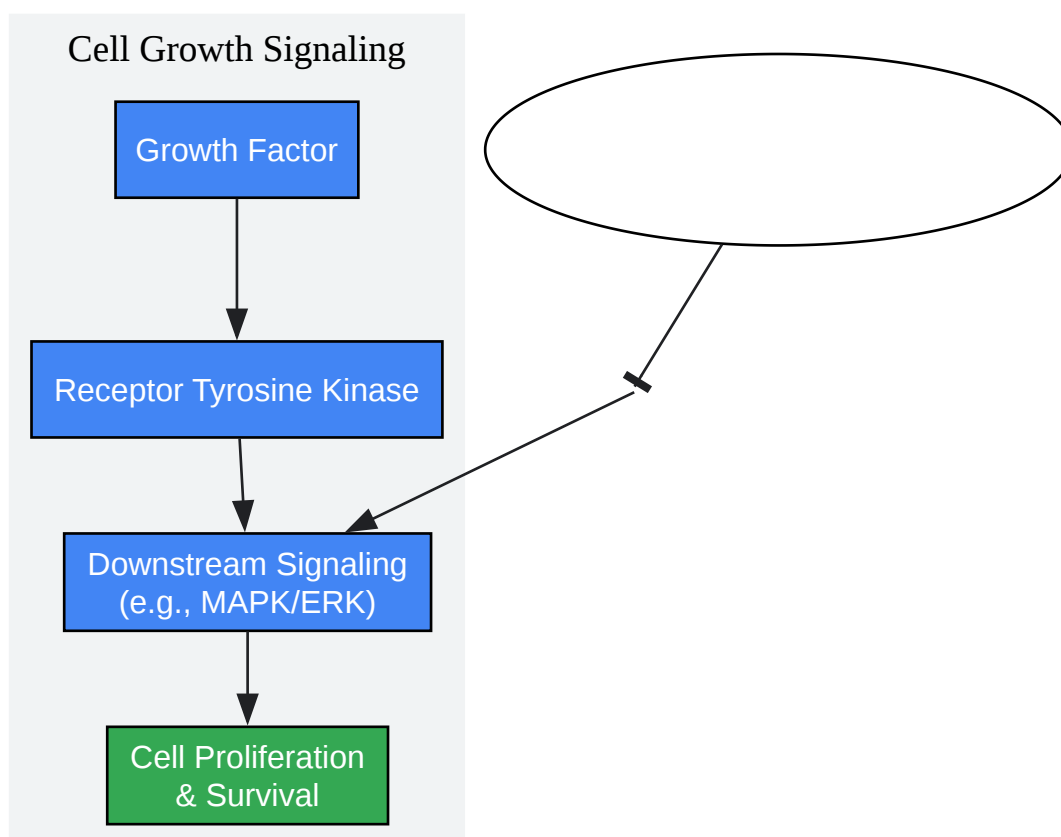 Cell Growth Signaling
Growth Factor
Receptor Tyrosine Kinase
Downstream Signaling
(e.g., MAPK/ERK)
Cell Proliferation
& Survival